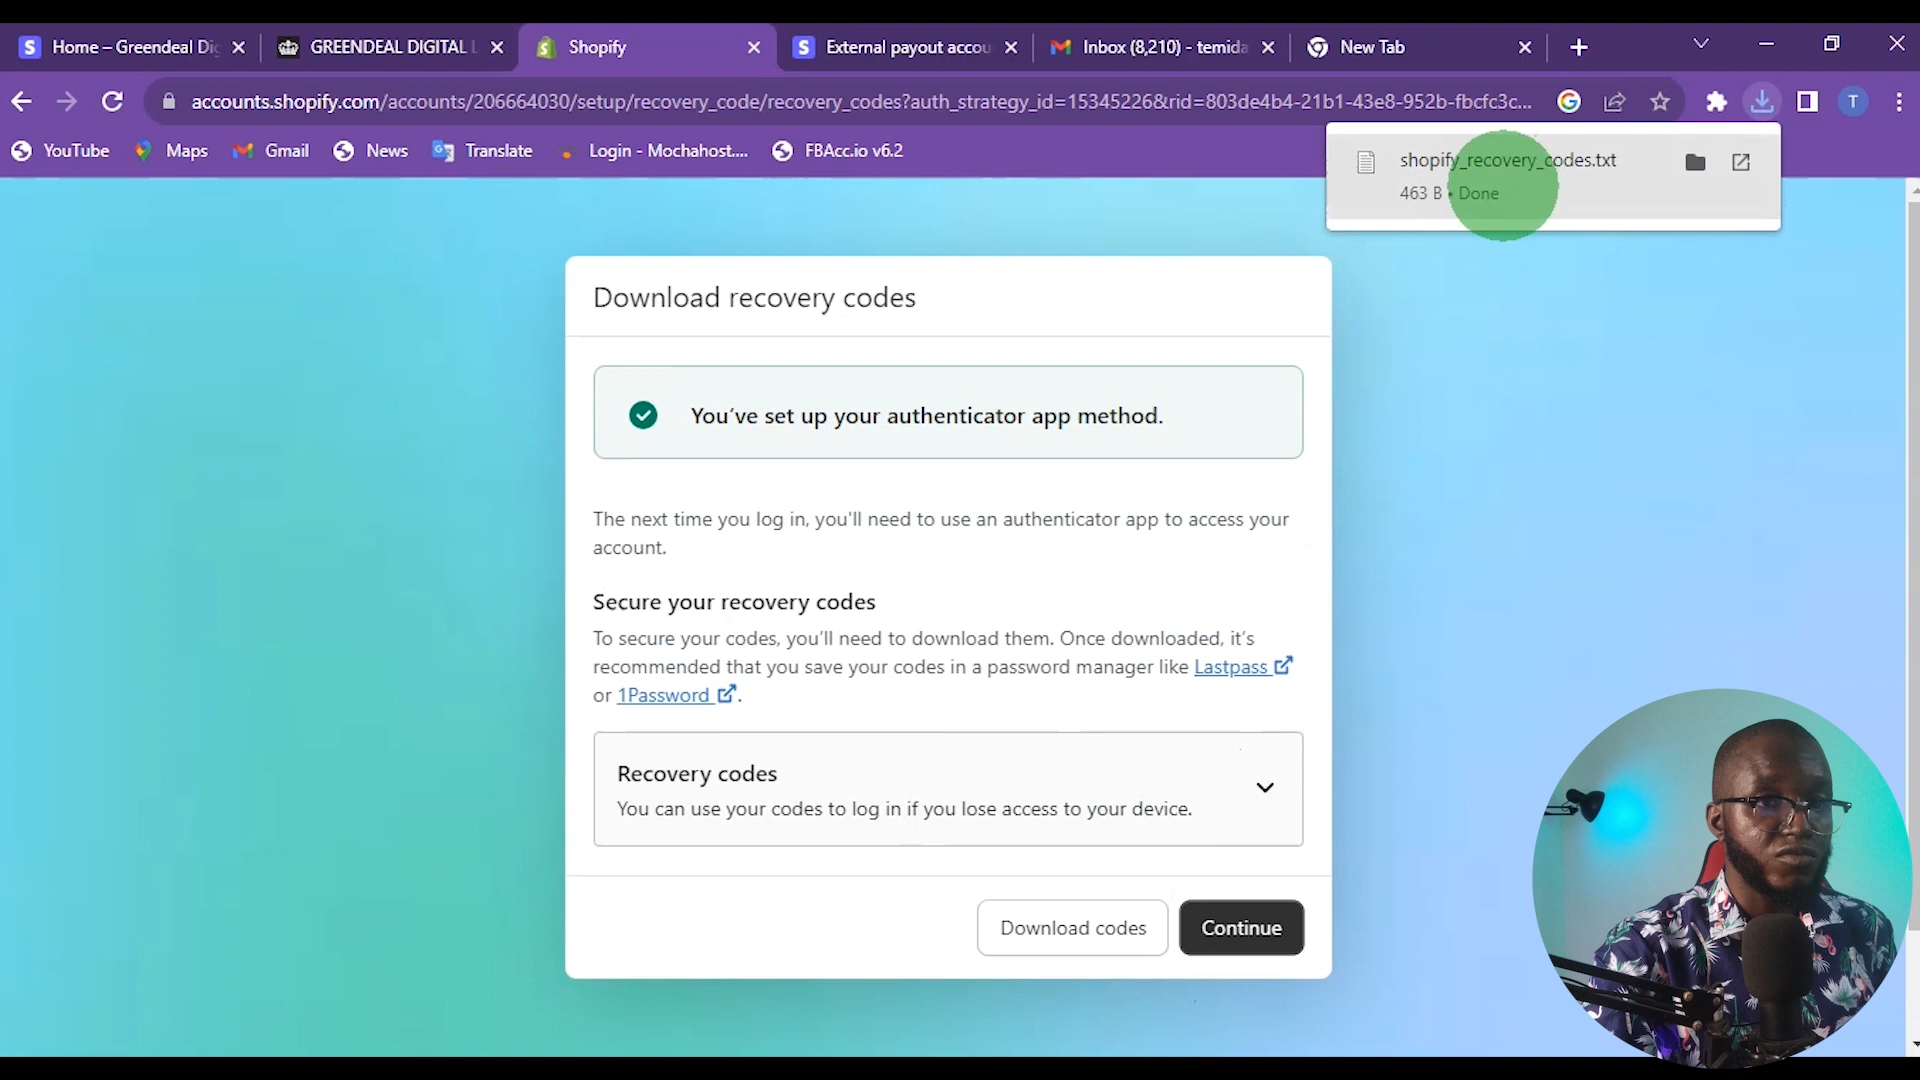 Home – Greendeal Di
GREENDEAL DIGITAL
Shopify
External payout accou
Inbox (8,210) - temida
New Tab
accounts.shopify.com/accounts/206664030/setup/recovery_code/recovery_codes?auth_strategy_id=15345226&rid=803de4b4-21b1-43e8-952b-fbcfc3c...
T
YouTube
Maps
Gmail
News
Translate
Login - Mochahost....
FBAcc.io v6.2
shopify_recovery_codes.txt
463 B • Done
Download recovery codes
You've set up your authenticator app method.
The next time you log in, you'll need to use an authenticator app to access your
account.
Secure your recovery codes
To secure your codes, you'll need to download them. Once downloaded, it's
recommended that you save your codes in a password manager like Lastpass
or 1Password .
Recovery codes
You can use your codes to log in if you lose access to your device.
Download codes
Continue